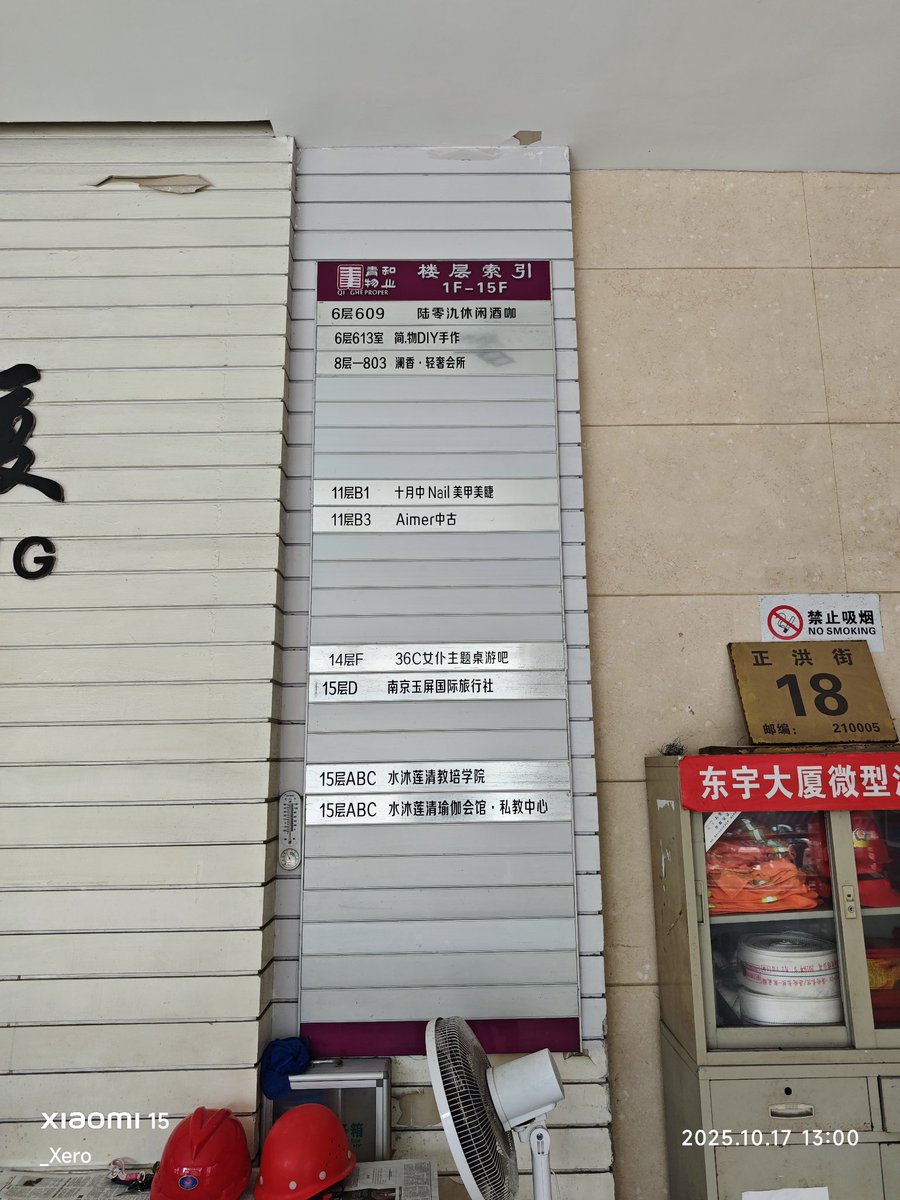 青和
物业
QI GHE PROPER
楼层索引
1F-15F
6层609 陆零氿休闲酒咖
6层613室 简.物DIY手作
8层一803 澜香·轻奢会所
11层B1 十月中 Nail 美甲美睫
11层B3 Aimer中古
14层F 36C女仆主题桌游吧
15层D 南京玉屏国际旅行社
15层ABC 水沐莲清教培学院
15层ABC 水沐莲清瑜伽会馆·私教中心
G
禁止吸烟
NO SMOKING
正洪街
18
邮编: 210005
东宇大厦微型
XIAOMI 15
_Xero
2025.10.17 13:00